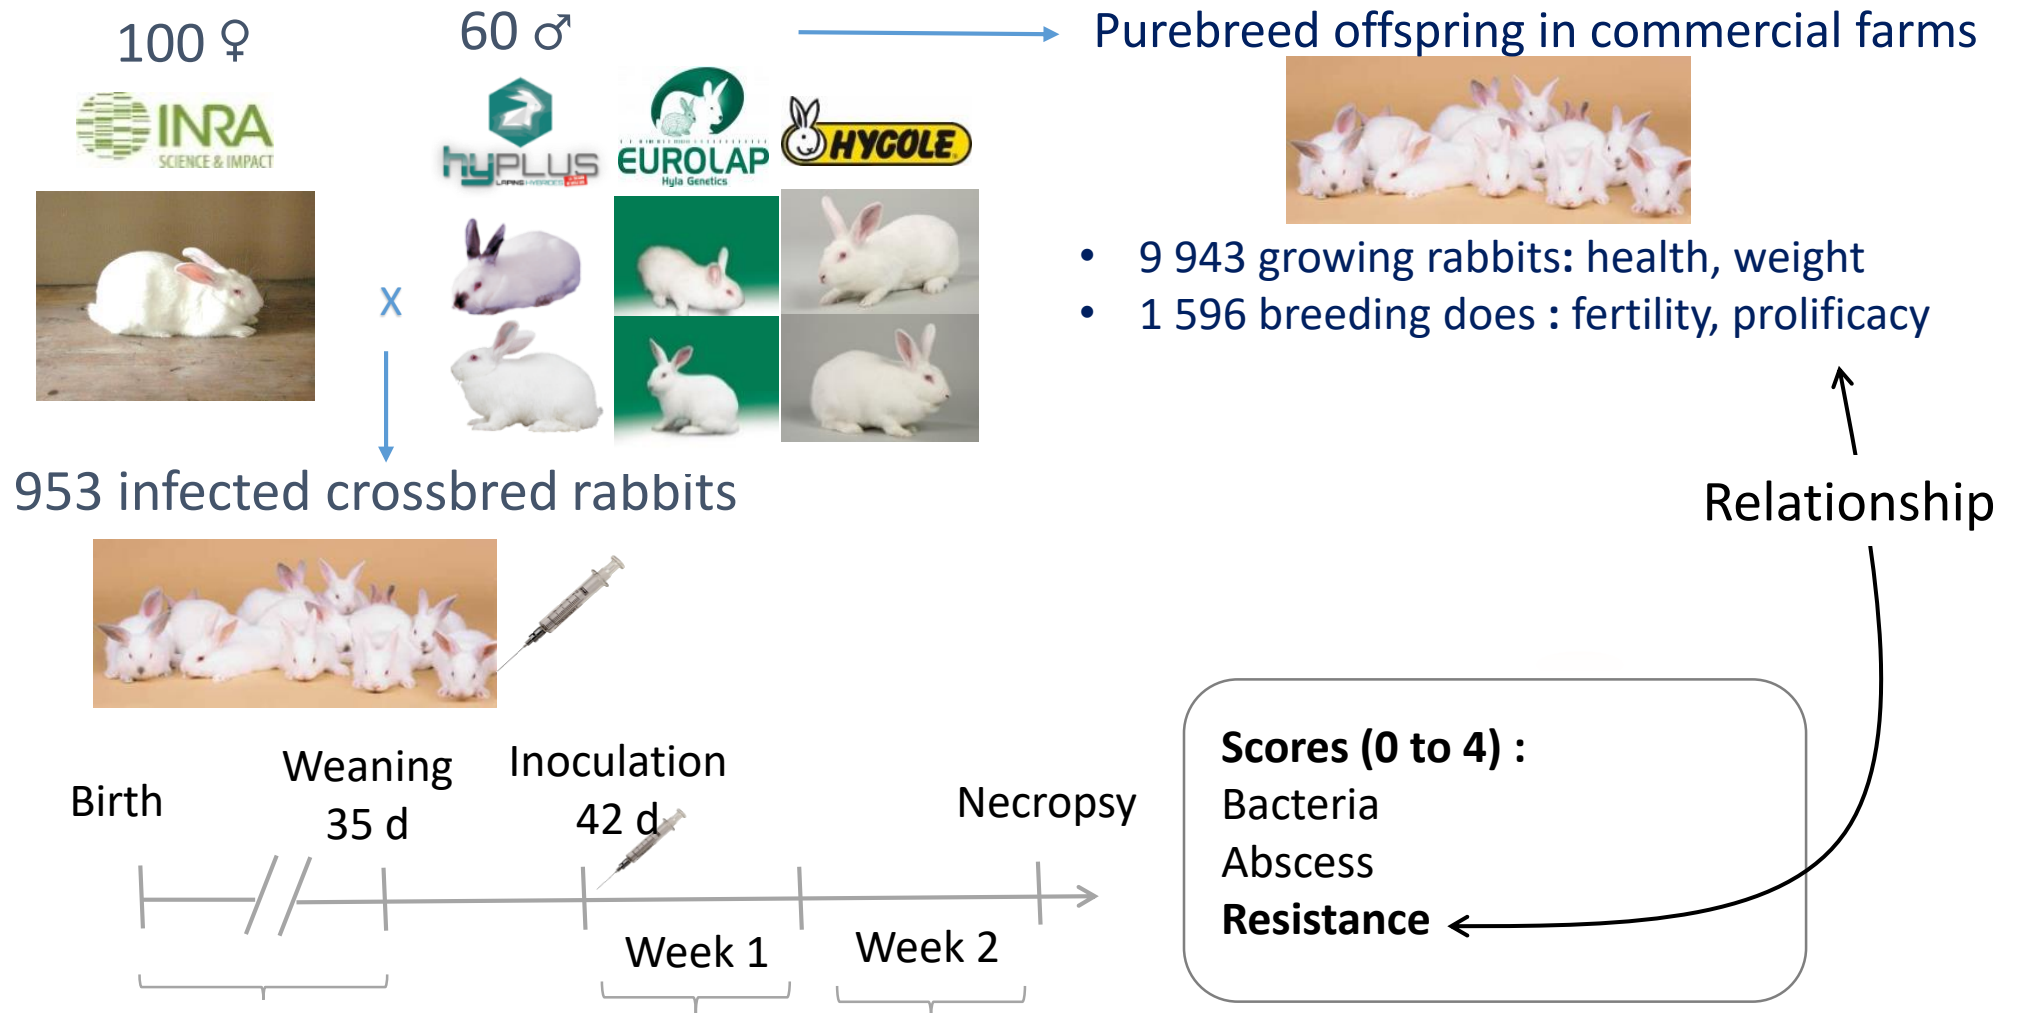 100 ♀
60 ♂
Purebreed offspring in commercial farms
INRA
SCIENCE & IMPACT
hyPLUS
LAPINS HYBRIDES
EUROLAP
Hyla Genetics
HYCOLE
X
• 9 943 growing rabbits: health, weight
• 1 596 breeding does : fertility, prolificacy
953 infected crossbred rabbits
Relationship
Birth
Weaning
35 d
Inoculation
42 d
Necropsy
Week 1
Week 2
Scores (0 to 4) :
Bacteria
Abscess
Resistance